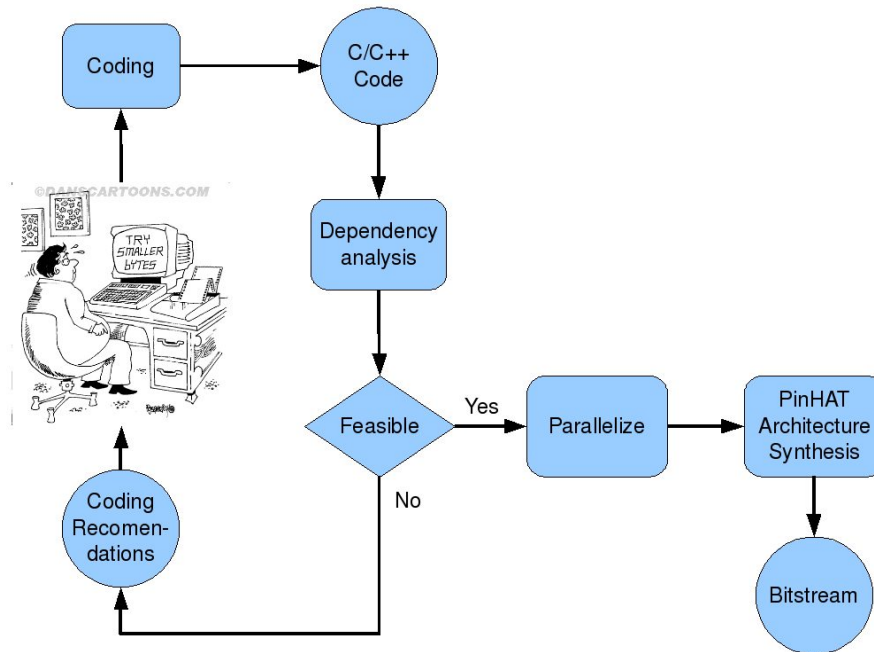 Coding
C/C++
Code
©DANSCARTOONS.COM
TRY
SMALLER
BYTES
Dependency
analysis
Feasible
Yes
No
Parallelize
PinHAT
Architecture
Synthesis
Coding
Recomen-
dations
Bitstream